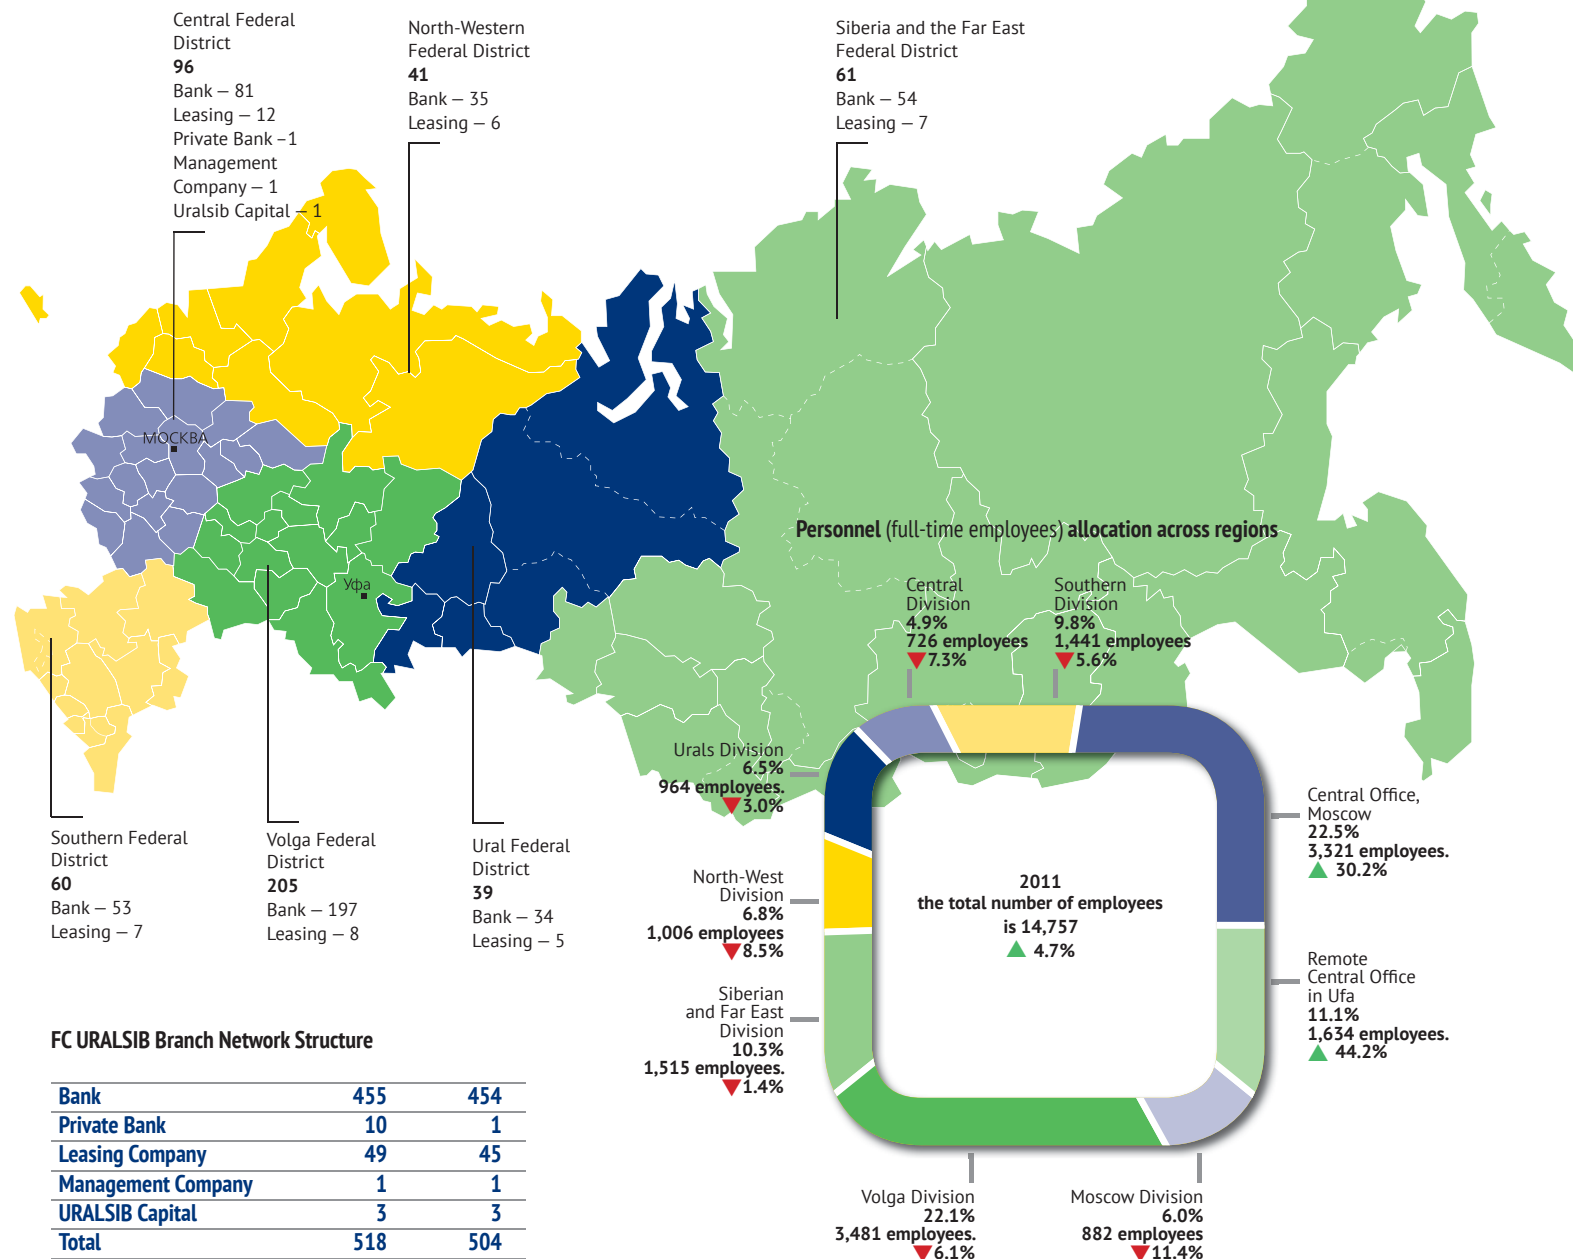 Central Federal
District
96
Bank — 81
Leasing — 12
Private Bank –1
Management
Company — 1
Uralsib Capital — 1
North-Western
Federal District
41
Bank — 35
Leasing — 6
Siberia and the Far East
Federal District
61
Bank — 54
Leasing — 7
МОСКВА
Уфа
Southern Federal
District
60
Bank — 53
Leasing — 7
Volga Federal
District
205
Bank — 197
Leasing — 8
Ural Federal
District
39
Bank — 34
Leasing — 5
Personnel (full-time employees) allocation across regions
Central
Division
4.9%
726 employees
7.3%
Southern
Division
9.8%
1,441 employees
5.6%
Urals Division
6.5%
964 employees.
3.0%
North-West
Division
6.8%
1,006 employees
8.5%
Siberian
and Far East
Division
10.3%
1,515 employees.
1.4%
2011
the total number of employees
is 14,757
4.7%
Central Office,
Moscow
22.5%
3,321 employees.
30.2%
Remote
Central Office
in Ufa
11.1%
1,634 employees.
44.2%
Volga Division
22.1%
3,481 employees.
6.1%
Moscow Division
6.0%
882 employees
11.4%
FC URALSIB Branch Network Structure
Bank 455 454
Private Bank 10 1
Leasing Company 49 45
Management Company 1 1
URALSIB Capital 3 3
Total 518 504